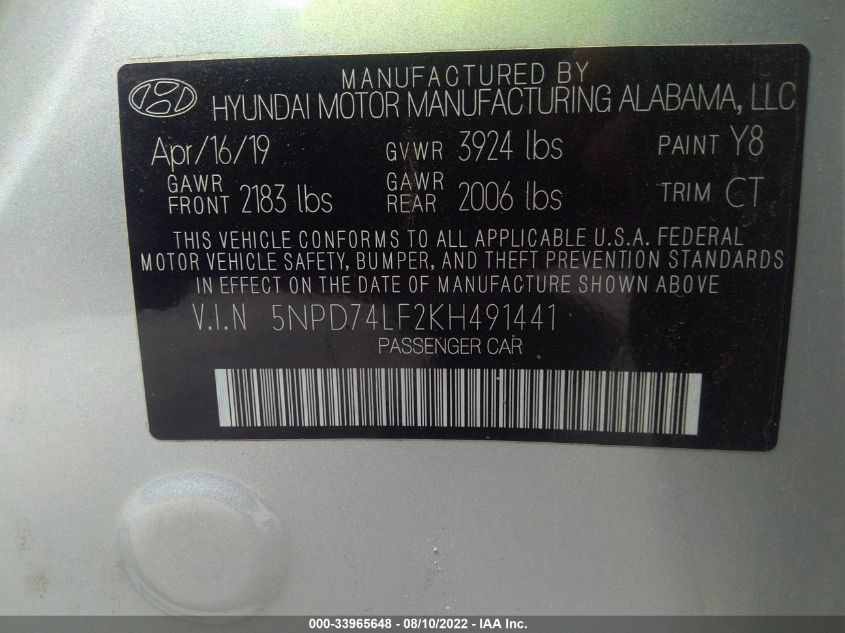 MANUFACTURED BY
HYUNDAI MOTOR MANUFACTURING ALABAMA, LLC
Apr/16/19 GVWR 3924 lbs PAINT Y8
GAWR FRONT 2183 lbs GAWR REAR 2006 lbs TRIM CT
THIS VEHICLE CONFORMS TO ALL APPLICABLE U.S.A. FEDERAL
MOTOR VEHICLE SAFETY, BUMPER, AND THEFT PREVENTION STANDARDS
IN EFFECT ON THE DATE OF MANUFACTURE SHOWN ABOVE
V.I.N 5NPD74LF2KH491441
PASSENGER CAR
000-33965648 - 08/10/2022 - IAA Inc.